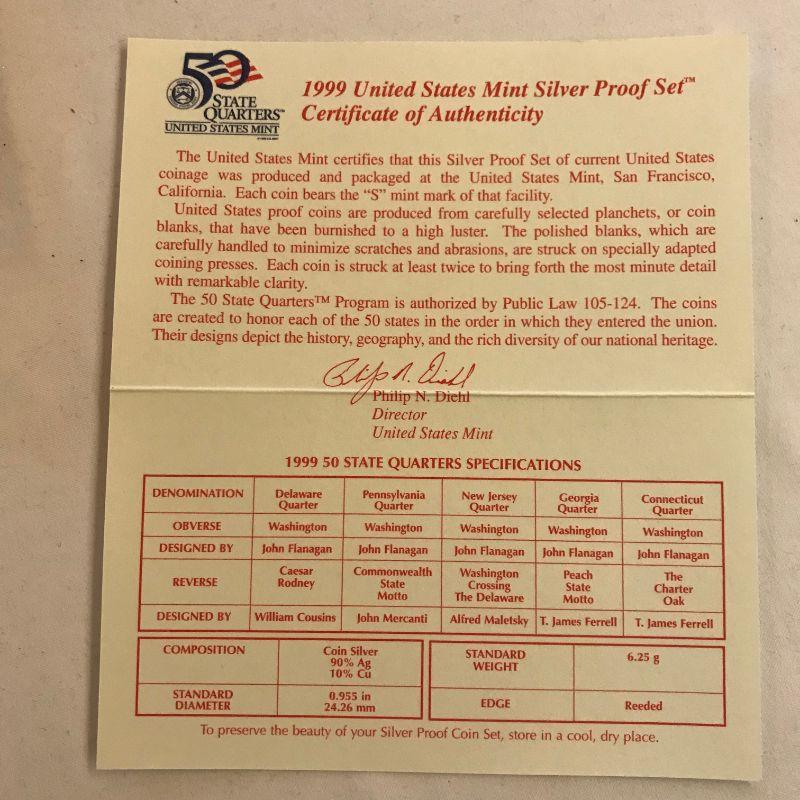 50
STATE
QUARTERS™
UNITED STATES MINT
1999 United States Mint Silver Proof Set™
Certificate of Authenticity
The United States Mint certifies that this Silver Proof Set of current United States
coinage was produced and packaged at the United States Mint, San Francisco,
California. Each coin bears the “S” mint mark of that facility.
United States proof coins are produced from carefully selected planchets, or coin
blanks, that have been burnished to a high luster. The polished blanks, which are
carefully handled to minimize scratches and abrasions, are struck on specially adapted
coining presses. Each coin is struck at least twice to bring forth the most minute detail
with remarkable clarity.
The 50 State Quarters™ Program is authorized by Public Law 105-124. The coins
are created to honor each of the 50 states in the order in which they entered the union.
Their designs depict the history, geography, and the rich diversity of our national heritage.
Philip N. Diehl
Philip N. Diehl
Director
United States Mint
1999 50 STATE QUARTERS SPECIFICATIONS
DENOMINATION Delaware Quarter Pennsylvania Quarter New Jersey Quarter Georgia Quarter Connecticut Quarter
OBVERSE Washington Washington Washington Washington Washington
DESIGNED BY John Flanagan John Flanagan John Flanagan John Flanagan John Flanagan
REVERSE Caesar Rodney Commonwealth State Motto Washington Crossing The Delaware Peach State Motto The Charter Oak
DESIGNED BY William Cousins John Mercanti Alfred Maletsky T. James Ferrell T. James Ferrell
COMPOSITION Coin Silver 90% Ag 10% Cu
STANDARD DIAMETER 0.955 in 24.26 mm
STANDARD WEIGHT 6.25 g
EDGE Reeded
To preserve the beauty of your Silver Proof Coin Set, store in a cool, dry place.